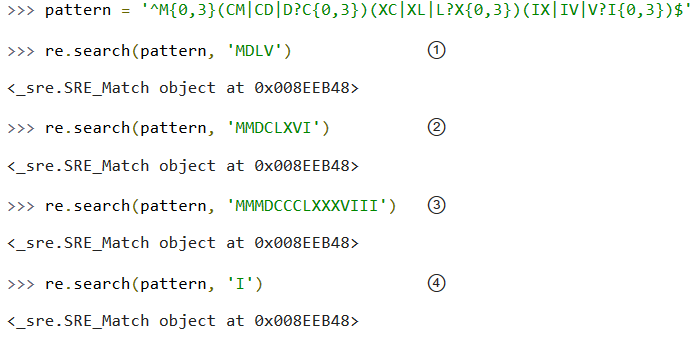 >>> pattern = '^M{0,3}(CM|CD|D?C{0,3})(XC|XL|L?X{0,3})(IX|IV|V?I{0,3})$'
>>> re.search(pattern, 'MDLV') ①
<_sre.SRE_Match object at 0x008EEB48>
>>> re.search(pattern, 'MMDCLXVI') ②
<_sre.SRE_Match object at 0x008EEB48>
>>> re.search(pattern, 'MMMDCCCLXXXVIII') ③
<_sre.SRE_Match object at 0x008EEB48>
>>> re.search(pattern, 'I') ④
<_sre.SRE_Match object at 0x008EEB48>